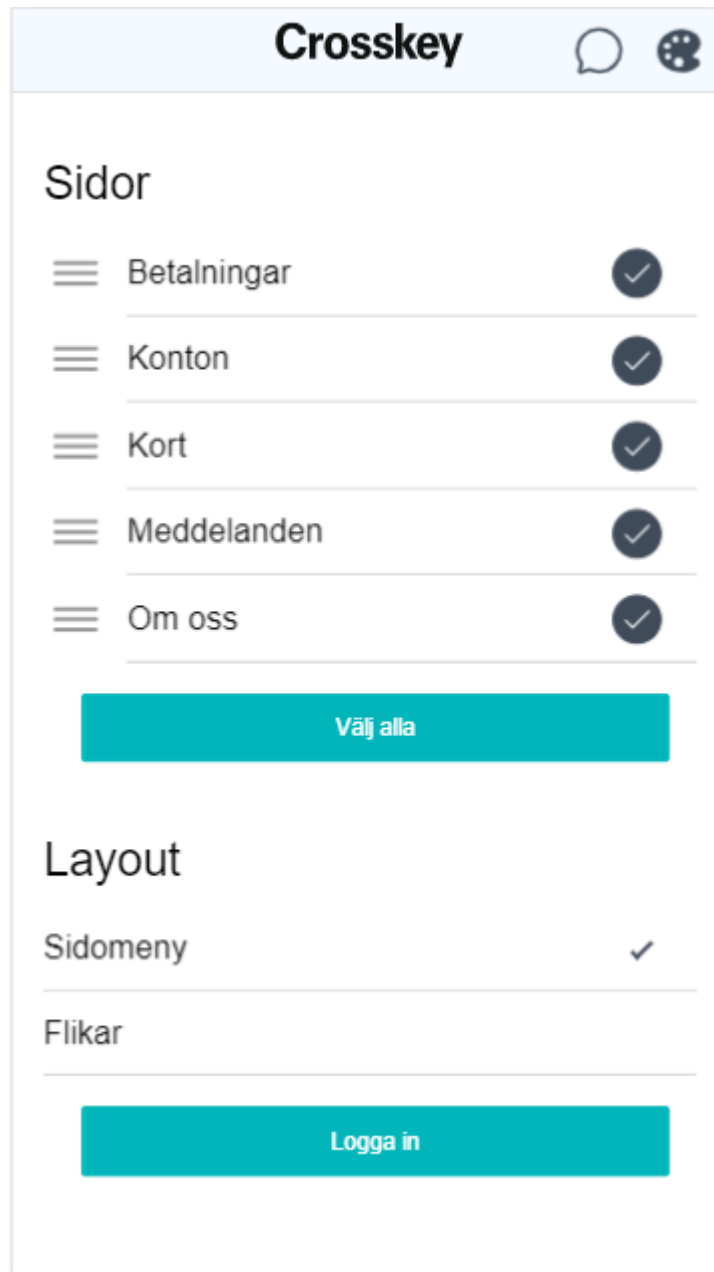 Crosskey
Sidor
Betalningar
Konton
Kort
Meddelanden
Om oss
Välj alla
Layout
Sidomeny
Flikar
Logga in